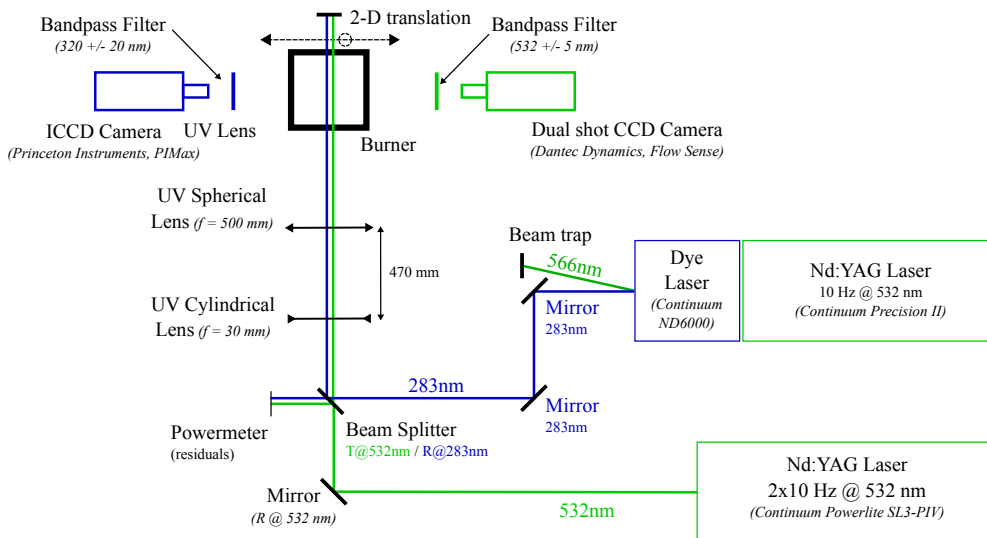 2-D translation
Bandpass Filter
(320 +/- 20 nm)
Bandpass Filter
(532 +/- 5 nm)
ICCD Camera
(Princeton Instruments, PIMax)
UV Lens
Burner
Dual shot CCD Camera
(Dantec Dynamics, Flow Sense)
UV Spherical
Lens (f = 500 mm)
470 mm
UV Cylindrical
Lens (f = 30 mm)
Beam trap
566nm
Mirror
283nm
Dye
Laser
(Continuum
ND6000)
Nd:YAG Laser
10 Hz @ 532 nm
(Continuum Precision II)
283nm
Mirror
283nm
Powermeter
(residuals)
Beam Splitter
T@532nm / R@283nm
Mirror
(R @ 532 nm)
532nm
Nd:YAG Laser
2x10 Hz @ 532 nm
(Continuum Powerlite SL3-PIV)